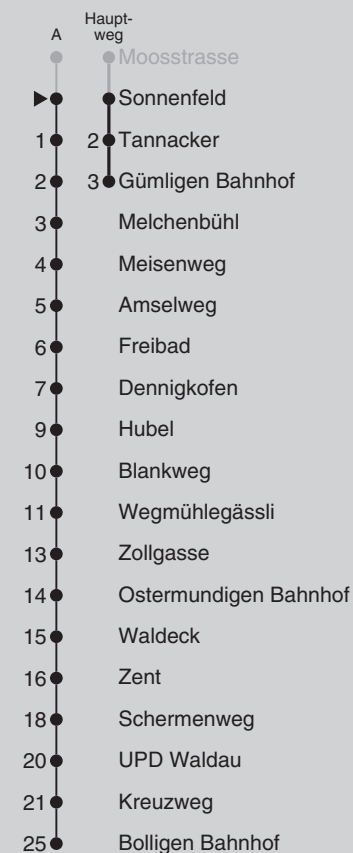 A Haupt-
weg
Moosstrasse
Sonnenfeld
1 2 Tannacker
2 3 Gümligen Bahnhof
3 Melchenbühl
4 Meisenweg
5 Amselweg
6 Freibad
7 Dennigkofen
9 Hubel
10 Blankweg
11 Wegmühlegässli
13 Zollgasse
14 Ostermundigen Bahnhof
15 Waldeck
16 Zent
18 Schermenweg
20 UPD Waldau
21 Kreuzweg
25 Bolligen Bahnhof